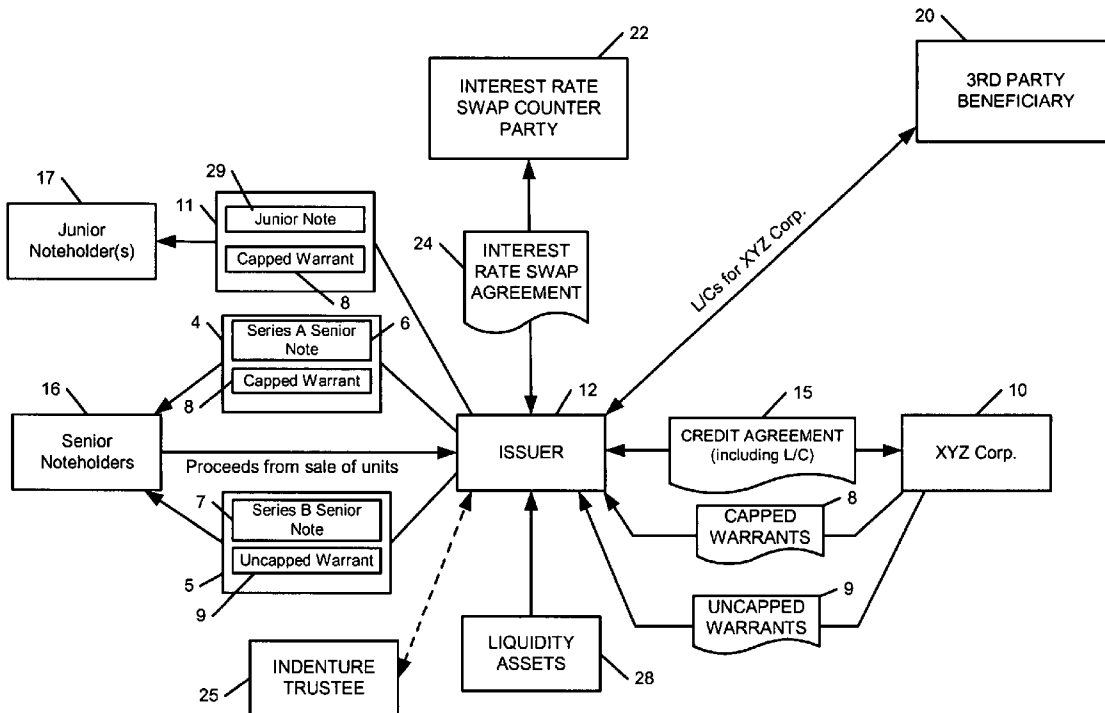 22
INTEREST RATE
SWAP COUNTER
PARTY
20
3RD PARTY
BENEFICIARY
17
Junior
Noteholder(s)
29
11
Junior Note
Capped Warrant
8
24
INTEREST
RATE SWAP
AGREEMENT
L/Cs for XYZ Corp.
4
Series A Senior
Note
6
Capped Warrant
8
16
Senior
Noteholders
Proceeds from sale of units
12
ISSUER
15
CREDIT AGREEMENT
(including L/C)
10
XYZ Corp.
7
Series B Senior
Note
Uncapped Warrant
5
9
8
CAPPED
WARRANTS
9
UNCAPPED
WARRANTS
INDENTURE
TRUSTEE
25
LIQUIDITY
ASSETS
28